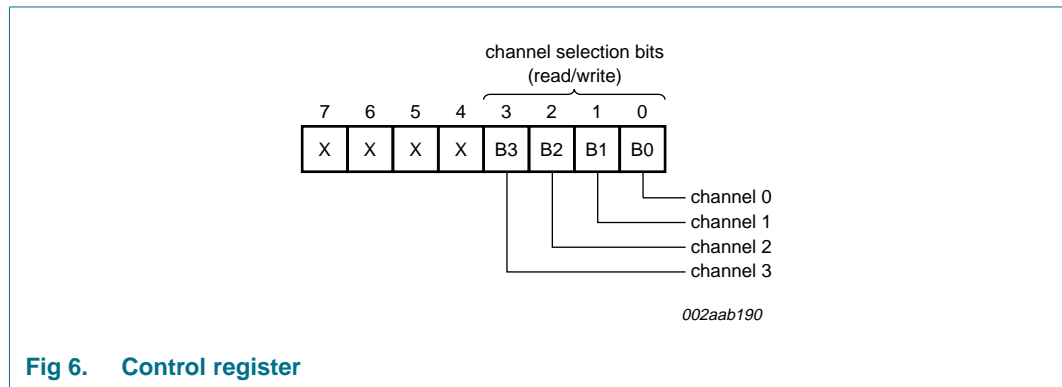 channel selection bits
(read/write)
7 6 5 4 3 2 1 0
X X X X B3 B2 B1 B0
channel 0
channel 1
channel 2
channel 3
002aab190
Fig 6. Control register